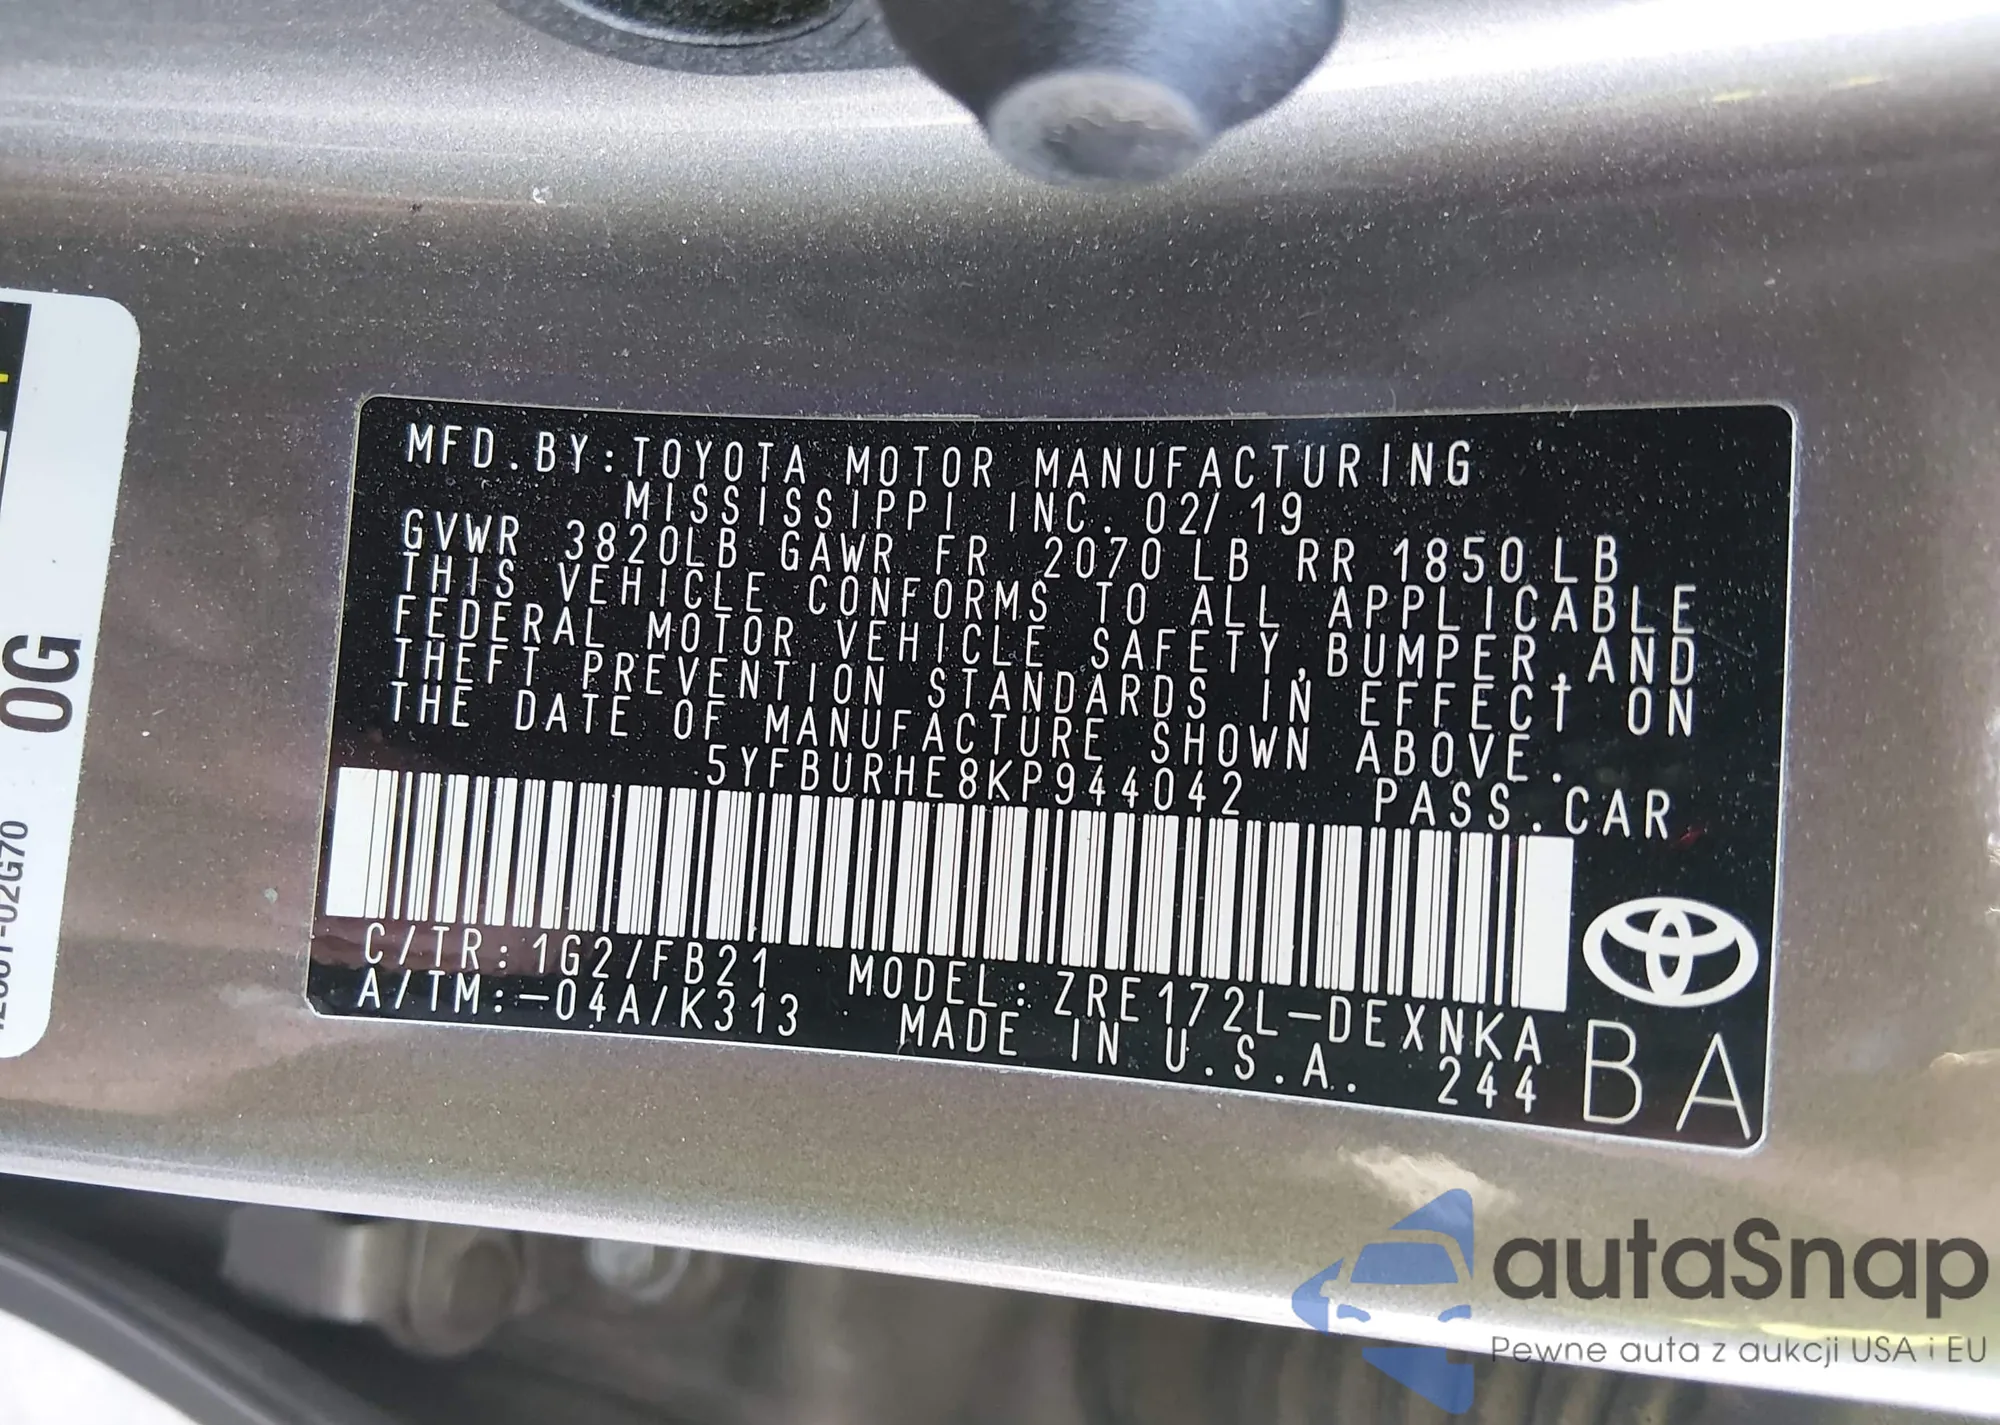 MFD.BY:TOYOTA MOTOR MANUFACTURING
MISSISSIPPI INC. 02/19
GVWR 3820LB GAWR FR 2070LB RR 1850LB
THIS VEHICLE CONFORMS TO ALL APPLICABLE
FEDERAL MOTOR VEHICLE SAFETY,BUMPER,AND
THEFT PREVENTION STANDARDS IN EFFECT ON
THE DATE OF MANUFACTURE SHOWN ABOVE.
5YFBURHE8KP944042 PASS.CAR
C/TR:1G2/FB21 MODEL:ZRE172L-DEXNKA
A/TM:-04A/K313 MADE IN U.S.A. 244
BA
0G
autaSnap
Pewne auta z aukcji USA i EU